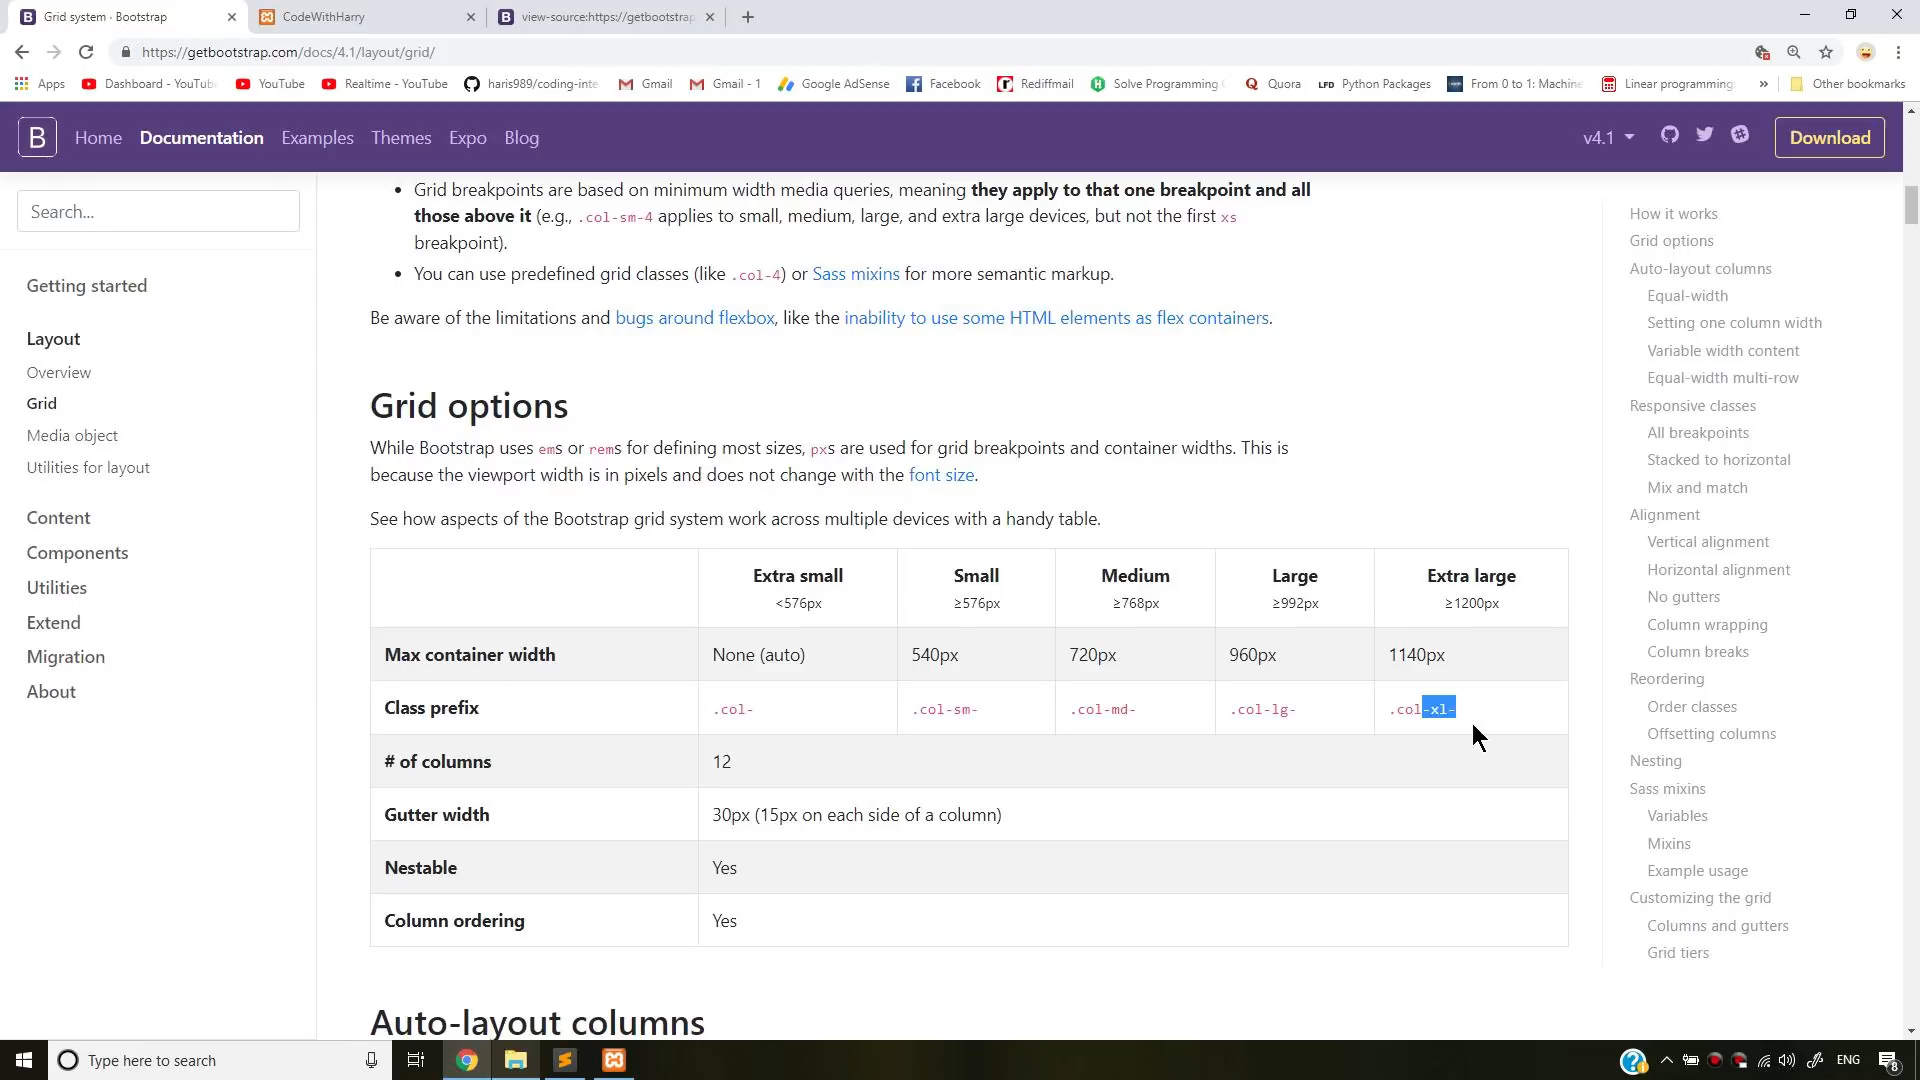 Grid system · Bootstrap
CodeWithHarry
view-source:https://getbootstrap
https://getbootstrap.com/docs/4.1/layout/grid/
Apps
Dashboard - YouTube
YouTube
Realtime - YouTube
haris989/coding-inte
Gmail
Gmail - 1
Google AdSense
Facebook
Rediffmail
Solve Programming
Quora
LFD Python Packages
From 0 to 1: Machine
Linear programming
»
Other bookmarks
B
Home
Documentation
Examples
Themes
Expo
Blog
v4.1
Download
Search...
Getting started
Layout
Overview
Grid
Media object
Utilities for layout
Content
Components
Utilities
Extend
Migration
About
• Grid breakpoints are based on minimum width media queries, meaning they apply to that one breakpoint and all
those above it (e.g., .col-sm-4 applies to small, medium, large, and extra large devices, but not the first xs
breakpoint).
• You can use predefined grid classes (like .col-4) or Sass mixins for more semantic markup.
Be aware of the limitations and bugs around flexbox, like the inability to use some HTML elements as flex containers.
Grid options
While Bootstrap uses ems or rems for defining most sizes, pxs are used for grid breakpoints and container widths. This is
because the viewport width is in pixels and does not change with the font size.
See how aspects of the Bootstrap grid system work across multiple devices with a handy table.
Extra small Small Medium Large Extra large
<576px ≥576px ≥768px ≥992px ≥1200px
Max container width None (auto) 540px 720px 960px 1140px
Class prefix .col- .col-sm- .col-md- .col-lg- .col-xl-
# of columns 12
Gutter width 30px (15px on each side of a column)
Nestable Yes
Column ordering Yes
Auto-layout columns
How it works
Grid options
Auto-layout columns
Equal-width
Setting one column width
Variable width content
Equal-width multi-row
Responsive classes
All breakpoints
Stacked to horizontal
Mix and match
Alignment
Vertical alignment
Horizontal alignment
No gutters
Column wrapping
Column breaks
Reordering
Order classes
Offsetting columns
Nesting
Sass mixins
Variables
Mixins
Example usage
Customizing the grid
Columns and gutters
Grid tiers
Type here to search
ENG
8